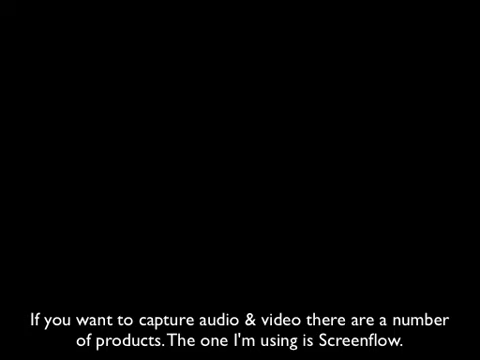 If you want to capture audio & video there are a number
of products. The one I'm using is Screenflow.